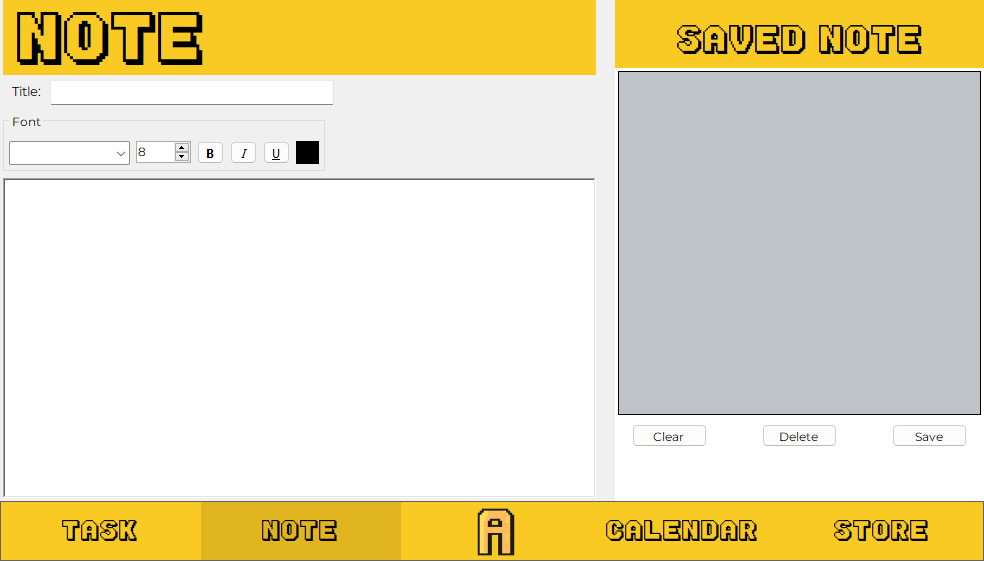 NOTE
SAVED NOTE
Title:
Font
8
B
I
U
Clear
Delete
Save
TASK
NOTE
A
CALENDAR
STORE